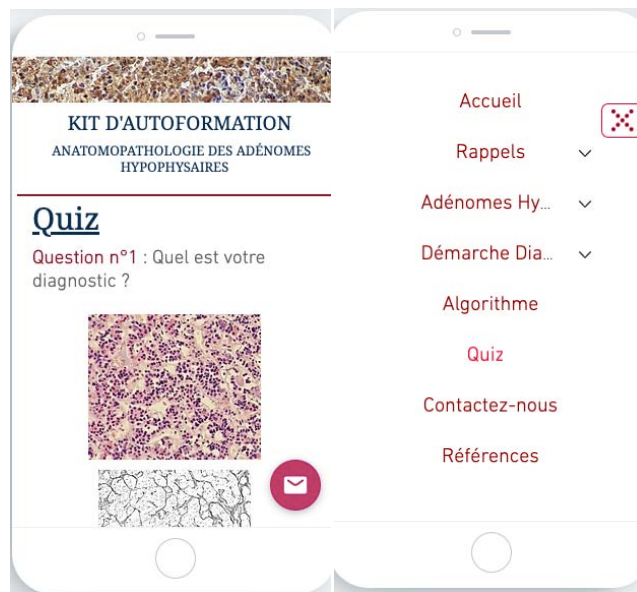 KIT D'AUTOFORMATION
ANATOMOPATHOLOGIE DES ADÉNOMES
HYPOPHYSAIRES
Quiz
Question n°1 : Quel est votre
diagnostic ?
Accueil
Rappels
Adénomes Hy...
Démarche Dia...
Algorithme
Quiz
Contactez-nous
Références